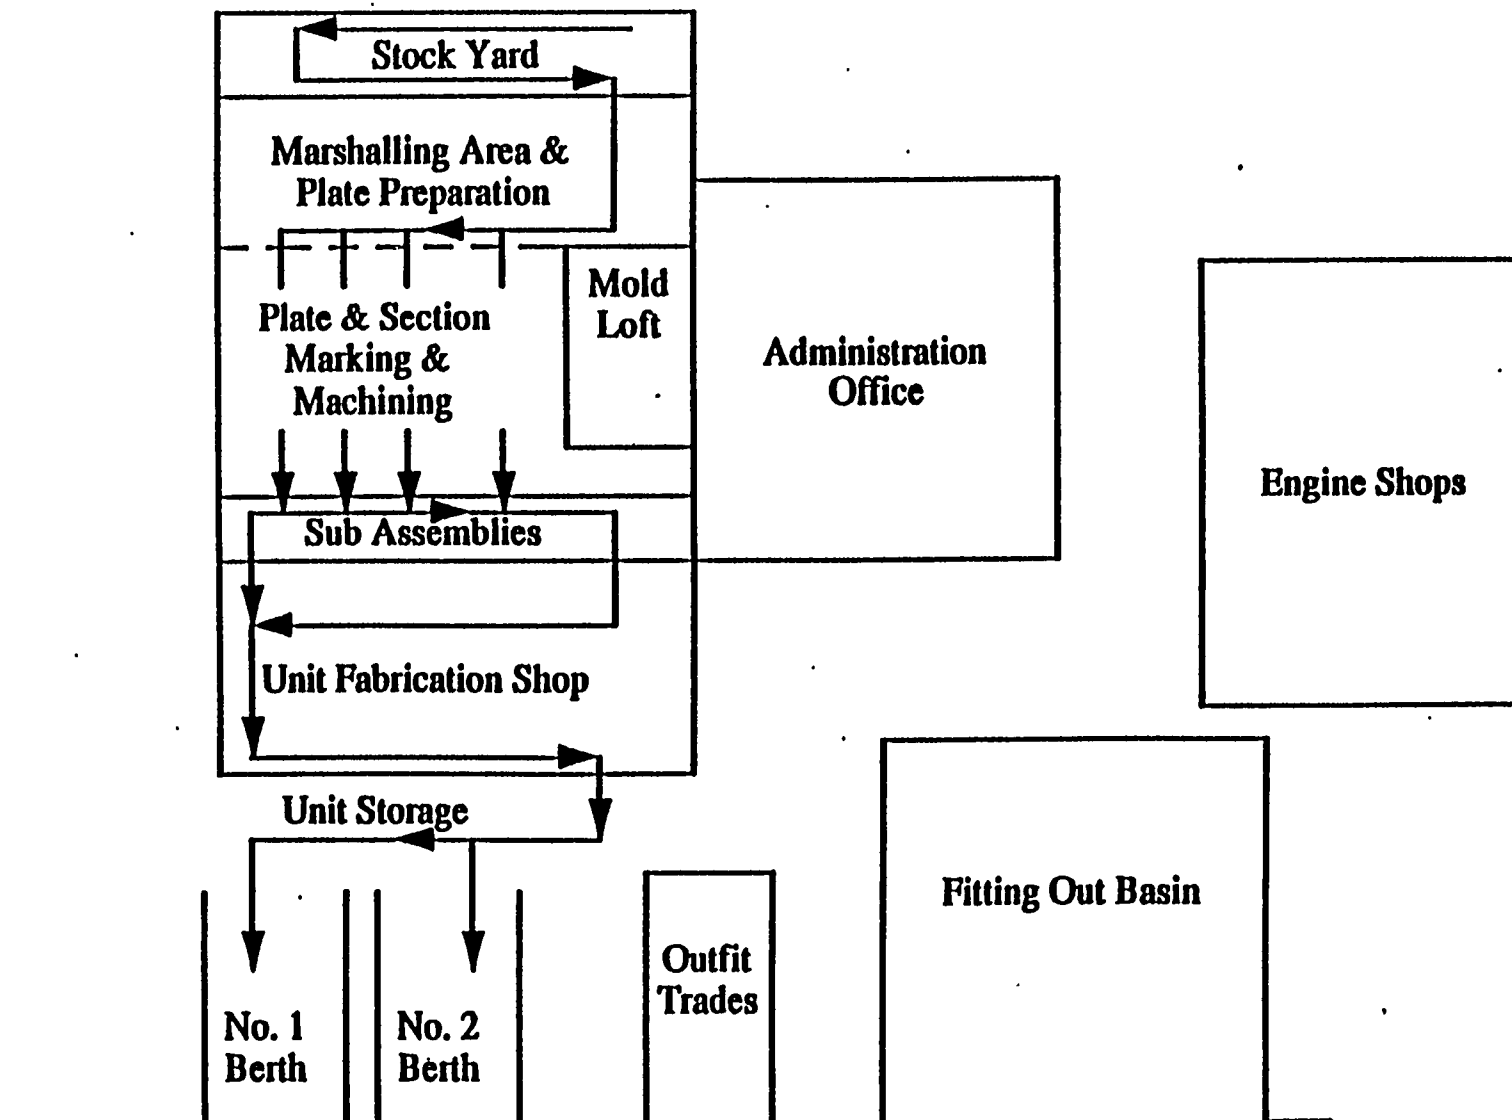 Stock Yard
Marshalling Area &
Plate Preparation
Mold
Loft
Plate & Section
Marking &
Machining
Administration
Office
Engine Shops
Sub Assemblies
Unit Fabrication Shop
Unit Storage
Fitting Out Basin
Outfit
Trades
No. 1
Berth
No. 2
Berth